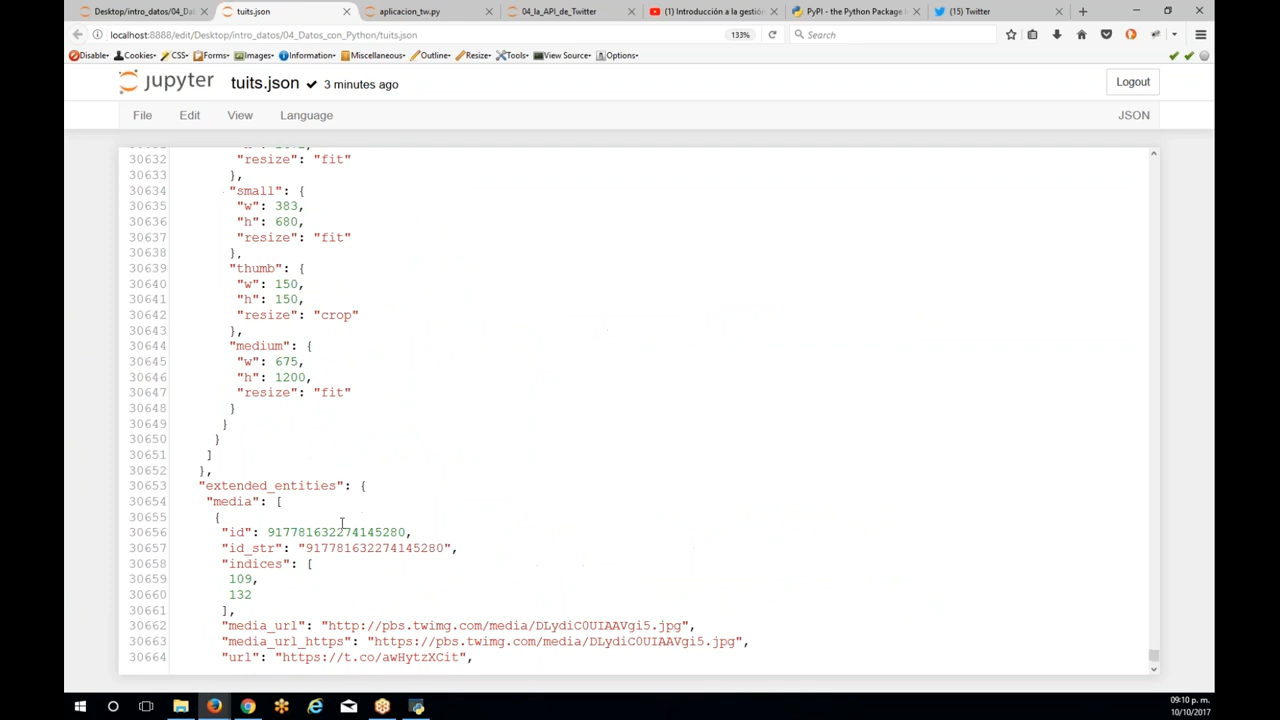 Desktop/intro_datos/04_Da
tuits.json
aplicacion_tw.py
04_la_API_de_Twitter
(1) Introducción a la gestión
PyPI - the Python Package
(15) Twitter
localhost:8888/edit/Desktop/intro_datos/04_Datos_con_Python/tuits.json
133%
Search
Disable
Cookies
CSS
Forms
Images
Information
Miscellaneous
Outline
Resize
Tools
View Source
Options
jupyter
tuits.json
3 minutes ago
Logout
File
Edit
View
Language
JSON
30632 "resize": "fit"
30633 },
30634 "small": {
30635 "w": 383,
30636 "h": 680,
30637 "resize": "fit"
30638 },
30639 "thumb": {
30640 "w": 150,
30641 "h": 150,
30642 "resize": "crop"
30643 },
30644 "medium": {
30645 "w": 675,
30646 "h": 1200,
30647 "resize": "fit"
30648 }
30649 }
30650 }
30651 ]
30652 },
30653 "extended_entities": {
30654 "media": [
30655 {
30656 "id": 917781632274145280,
30657 "id_str": "917781632274145280",
30658 "indices": [
30659 109,
30660 132
30661 ],
30662 "media_url": "http://pbs.twimg.com/media/DLydiC0UIAAVgi5.jpg",
30663 "media_url_https": "https://pbs.twimg.com/media/DLydiC0UIAAVgi5.jpg",
30664 "url": "https://t.co/awHytzXCit",
09:10 p. m.
10/10/2017